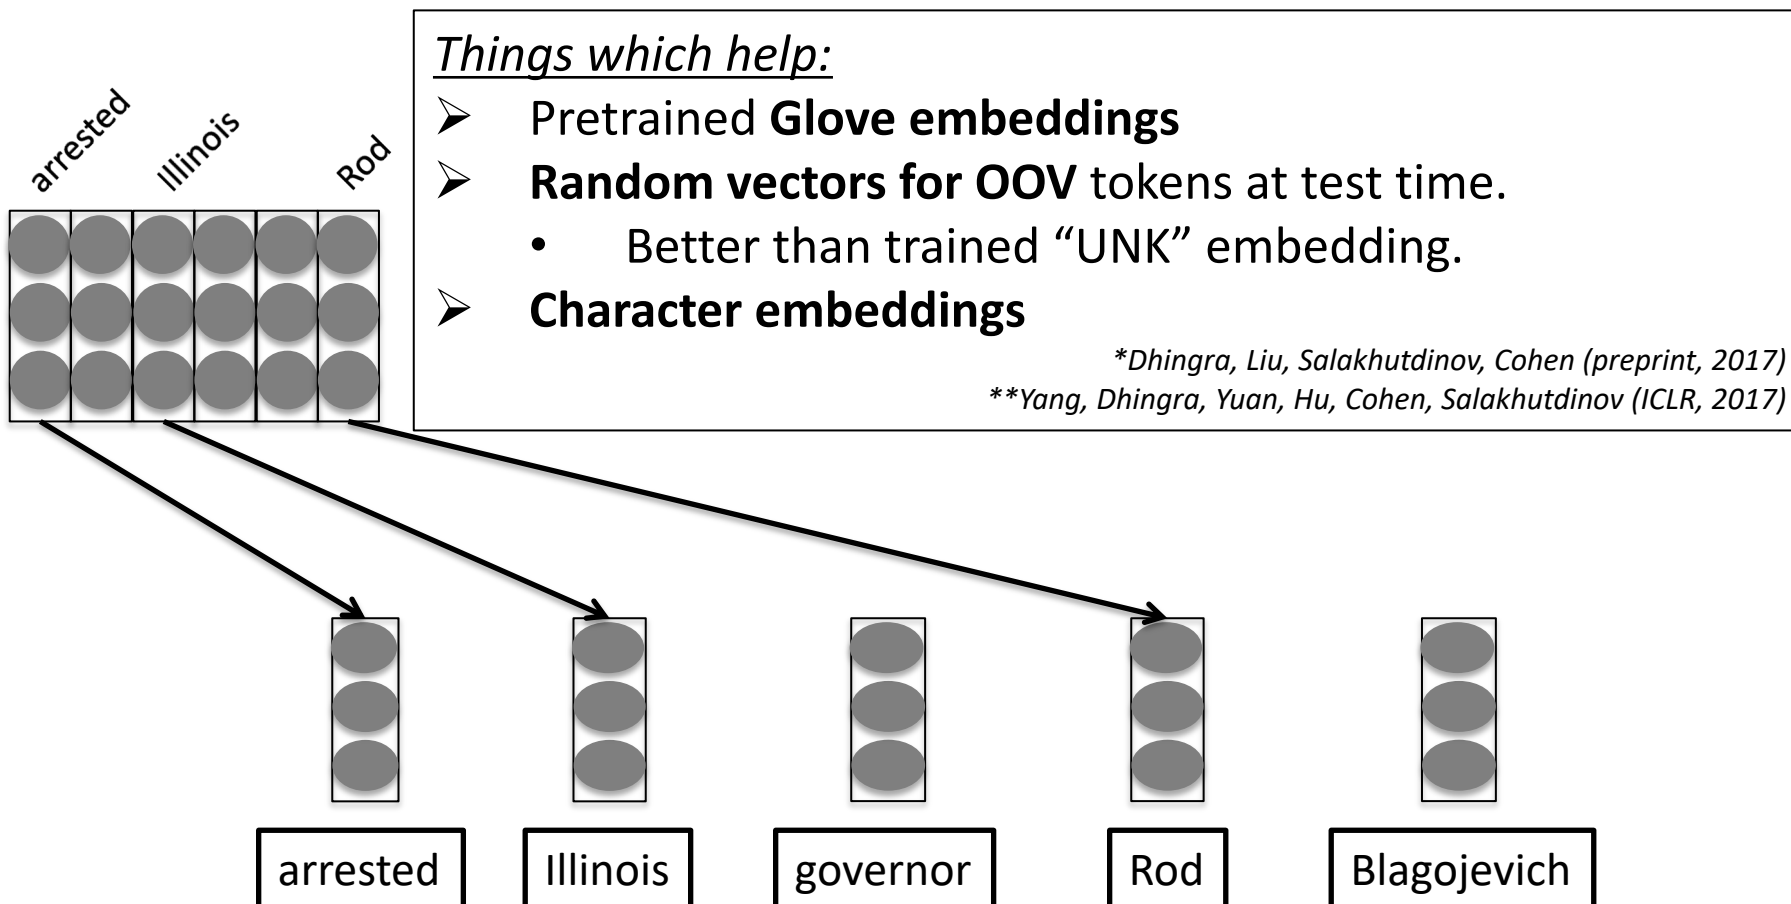 Things which help:
➢ Pretrained Glove embeddings
➢ Random vectors for OOV tokens at test time.
• Better than trained “UNK” embedding.
➢ Character embeddings
*Dhingra, Liu, Salakhutdinov, Cohen (preprint, 2017)
**Yang, Dhingra, Yuan, Hu, Cohen, Salakhutdinov (ICLR, 2017)
arrested Illinois Rod
arrested Illinois governor Rod Blagojevich